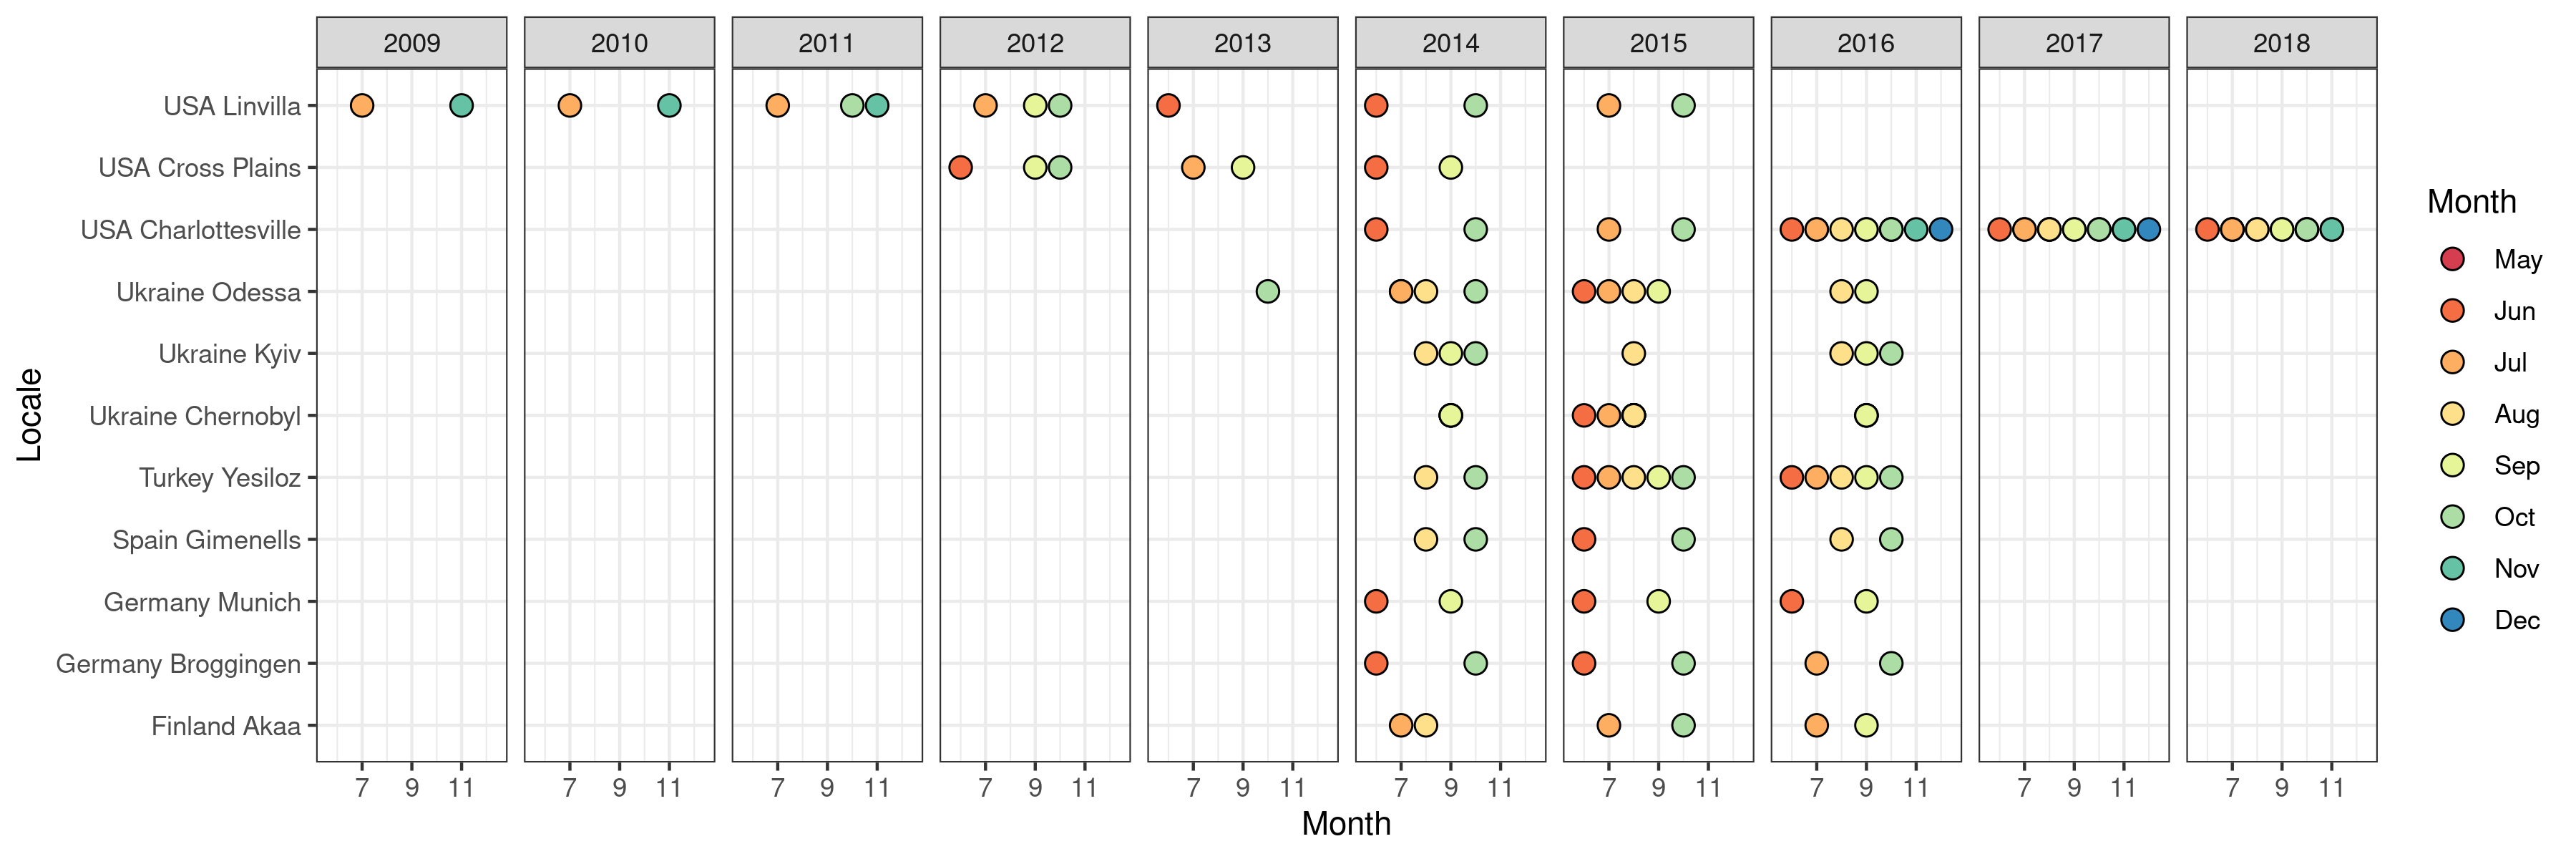 2009 2010 2011 2012 2013 2014 2015 2016 2017 2018
USA Linvilla
USA Cross Plains
USA Charlottesville
Ukraine Odessa
Ukraine Kyiv
Ukraine Chernobyl
Turkey Yesiloz
Spain Gimenells
Germany Munich
Germany Broggingen
Finland Akaa
Locale
7 9 11 7 9 11 7 9 11 7 9 11 7 9 11 7 9 11 7 9 11 7 9 11 7 9 11 7 9 11
Month
Month
May
Jun
Jul
Aug
Sep
Oct
Nov
Dec